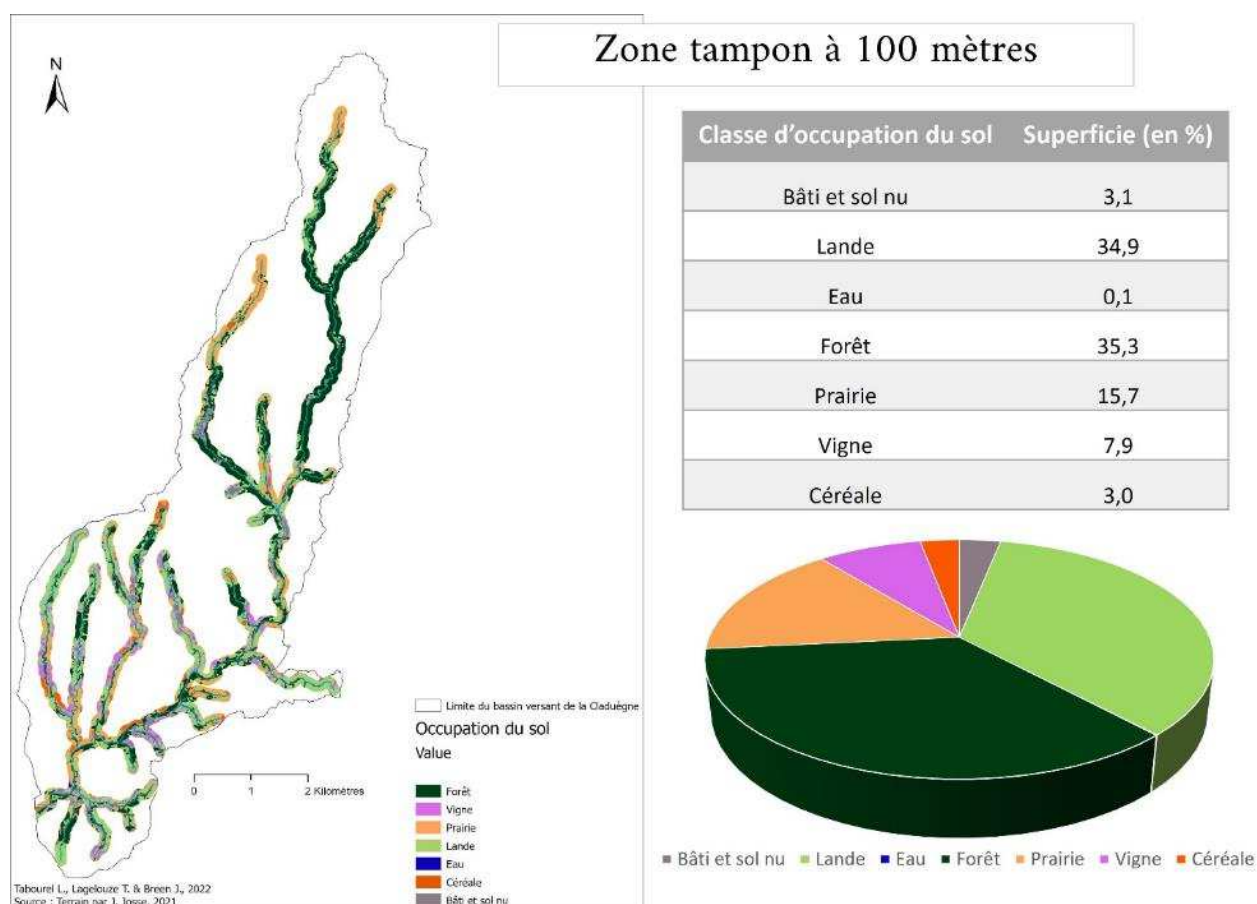 Zone tampon à 100 mètres
N
Classe d'occupation du sol Superficie (en %)
Bâti et sol nu 3,1
Lande 34,9
Eau 0,1
Forêt 35,3
Prairie 15,7
Vigne 7,9
Céréale 3,0
Limite du bassin versant de la Claduègne
Occupation du sol
Value
Forêt
Vigne
Prairie
Lande
Eau
Céréale
Bâti et sol nu
0 1 2 Kilomètres
Tabourel L., Lagelouze T. & Breen J., 2022
Source : Terrain par J. Josse, 2021
Bâti et sol nu Lande Eau Forêt Prairie Vigne Céréale